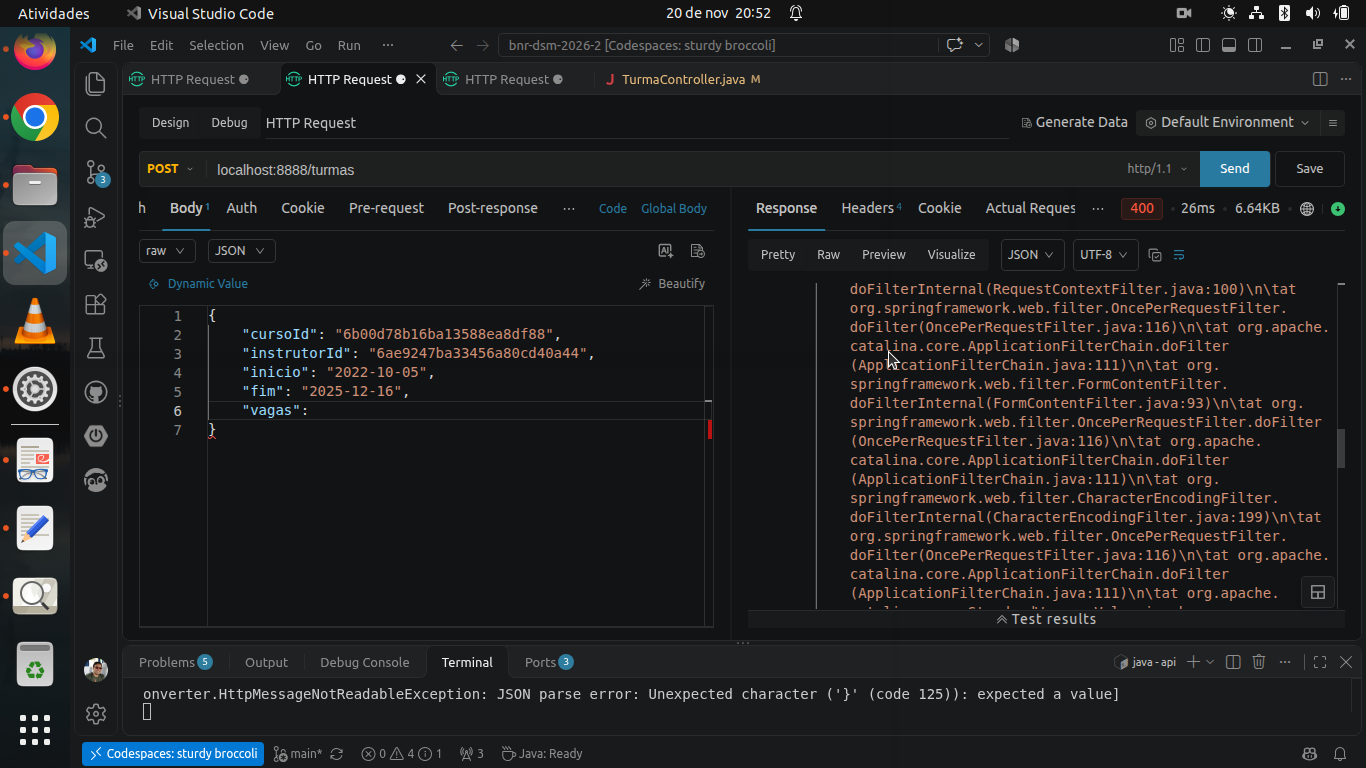 Atividades
Visual Studio Code
20 de nov 20:52
File Edit Selection View Go Run ···
bnr-dsm-2026-2 [Codespaces: sturdy broccoli]
HTTP Request
HTTP Request
HTTP Request
J TurmaController.java M
Design Debug HTTP Request
Generate Data Default Environment
POST localhost:8888/turmas http/1.1 Send Save
h Body 1 Auth Cookie Pre-request Post-response ··· Code Global Body
raw JSON
Dynamic Value Beautify
1 {
2 "cursoId": "6b00d78b16ba13588ea8df88",
3 "instrutorId": "6ae9247ba33456a80cd40a44",
4 "inicio": "2022-10-05",
5 "fim": "2025-12-16",
6 "vagas":
7 }
Response Headers 4 Cookie Actual Reques ··· 400 26ms 6.64KB
Pretty Raw Preview Visualize JSON UTF-8
doFilterInternal(RequestContextFilter.java:100)\n\tat
org.springframework.web.filter.OncePerRequestFilter.
doFilter(OncePerRequestFilter.java:116)\n\tat org.apache.
catalina.core.ApplicationFilterChain.doFilter
(ApplicationFilterChain.java:111)\n\tat org.
springframework.web.filter.FormContentFilter.
doFilterInternal(FormContentFilter.java:93)\n\tat org.
springframework.web.filter.OncePerRequestFilter.doFilter
(OncePerRequestFilter.java:116)\n\tat org.apache.
catalina.core.ApplicationFilterChain.doFilter
(ApplicationFilterChain.java:111)\n\tat org.
springframework.web.filter.CharacterEncodingFilter.
doFilterInternal(CharacterEncodingFilter.java:199)\n\tat
org.springframework.web.filter.OncePerRequestFilter.
doFilter(OncePerRequestFilter.java:116)\n\tat org.apache.
catalina.core.ApplicationFilterChain.doFilter
(ApplicationFilterChain.java:111)\n\tat org.apache.
Test results
3
Problems 5 Output Debug Console Terminal Ports 3
java - api
onverter.HttpMessageNotReadableException: JSON parse error: Unexpected character ('}' (code 125)): expected a value]
Codespaces: sturdy broccoli main* 0 4 1 3 Java: Ready